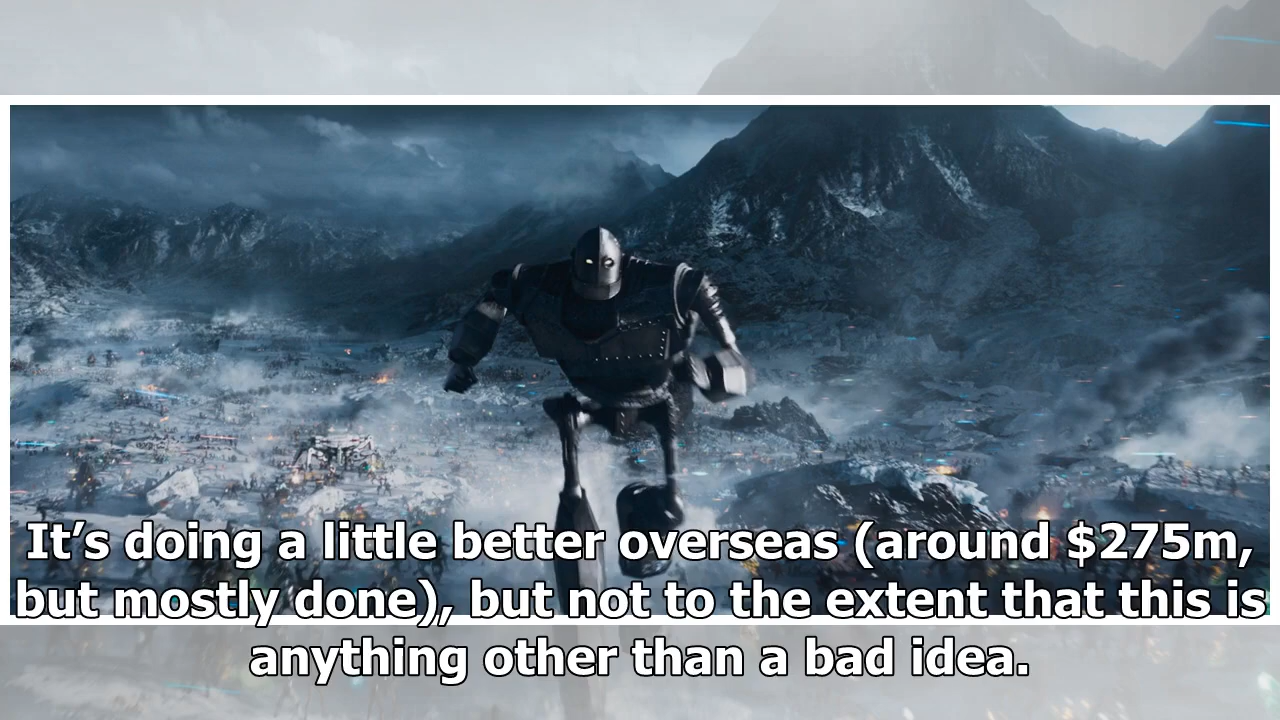 It’s doing a little better overseas (around $275m,
but mostly done), but not to the extent that this is
anything other than a bad idea.